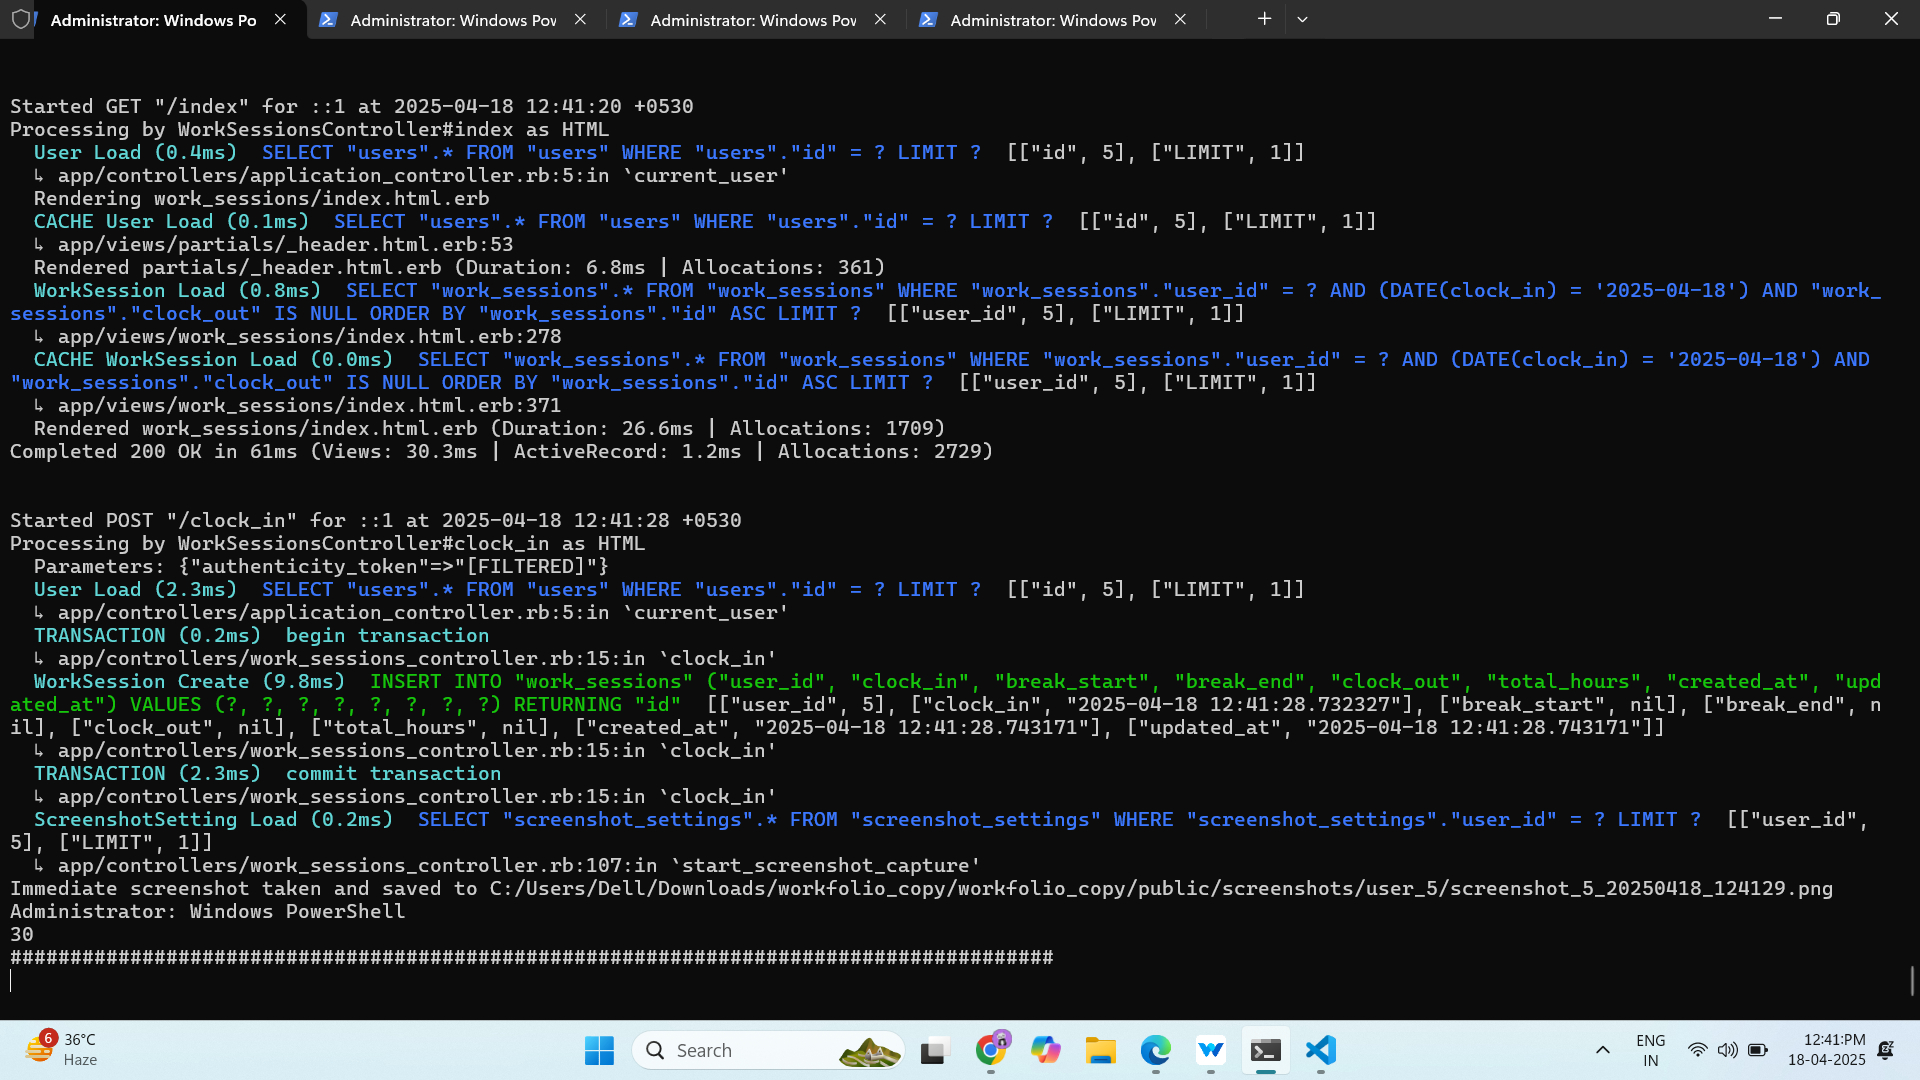 Administrator: Windows Po
Administrator: Windows Pow
Administrator: Windows Pow
Administrator: Windows Pow
Started GET "/index" for ::1 at 2025-04-18 12:41:20 +0530
Processing by WorkSessionsController#index as HTML
  User Load (0.4ms)  SELECT "users".* FROM "users" WHERE "users"."id" = ? LIMIT ?  [["id", 5], ["LIMIT", 1]]
  ↳ app/controllers/application_controller.rb:5:in `current_user'
  Rendering work_sessions/index.html.erb
  CACHE User Load (0.1ms)  SELECT "users".* FROM "users" WHERE "users"."id" = ? LIMIT ?  [["id", 5], ["LIMIT", 1]]
  ↳ app/views/partials/_header.html.erb:53
  Rendered partials/_header.html.erb (Duration: 6.8ms | Allocations: 361)
  WorkSession Load (0.8ms)  SELECT "work_sessions".* FROM "work_sessions" WHERE "work_sessions"."user_id" = ? AND (DATE(clock_in) = '2025-04-18') AND "work_
sessions"."clock_out" IS NULL ORDER BY "work_sessions"."id" ASC LIMIT ?  [["user_id", 5], ["LIMIT", 1]]
  ↳ app/views/work_sessions/index.html.erb:278
  CACHE WorkSession Load (0.0ms)  SELECT "work_sessions".* FROM "work_sessions" WHERE "work_sessions"."user_id" = ? AND (DATE(clock_in) = '2025-04-18') AND
"work_sessions"."clock_out" IS NULL ORDER BY "work_sessions"."id" ASC LIMIT ?  [["user_id", 5], ["LIMIT", 1]]
  ↳ app/views/work_sessions/index.html.erb:371
  Rendered work_sessions/index.html.erb (Duration: 26.6ms | Allocations: 1709)
Completed 200 OK in 61ms (Views: 30.3ms | ActiveRecord: 1.2ms | Allocations: 2729)
Started POST "/clock_in" for ::1 at 2025-04-18 12:41:28 +0530
Processing by WorkSessionsController#clock_in as HTML
  Parameters: {"authenticity_token"=>"[FILTERED]"}
  User Load (2.3ms)  SELECT "users".* FROM "users" WHERE "users"."id" = ? LIMIT ?  [["id", 5], ["LIMIT", 1]]
  ↳ app/controllers/application_controller.rb:5:in `current_user'
  TRANSACTION (0.2ms)  begin transaction
  ↳ app/controllers/work_sessions_controller.rb:15:in `clock_in'
  WorkSession Create (9.8ms)  INSERT INTO "work_sessions" ("user_id", "clock_in", "break_start", "break_end", "clock_out", "total_hours", "created_at", "upd
ated_at") VALUES (?, ?, ?, ?, ?, ?, ?, ?) RETURNING "id"  [["user_id", 5], ["clock_in", "2025-04-18 12:41:28.732327"], ["break_start", nil], ["break_end", n
il], ["clock_out", nil], ["total_hours", nil], ["created_at", "2025-04-18 12:41:28.743171"], ["updated_at", "2025-04-18 12:41:28.743171"]]
  ↳ app/controllers/work_sessions_controller.rb:15:in `clock_in'
  TRANSACTION (2.3ms)  commit transaction
  ↳ app/controllers/work_sessions_controller.rb:15:in `clock_in'
  ScreenshotSetting Load (0.2ms)  SELECT "screenshot_settings".* FROM "screenshot_settings" WHERE "screenshot_settings"."user_id" = ? LIMIT ?  [["user_id",
5], ["LIMIT", 1]]
  ↳ app/controllers/work_sessions_controller.rb:107:in `start_screenshot_capture'
Immediate screenshot taken and saved to C:/Users/Dell/Downloads/workfolio_copy/workfolio_copy/public/screenshots/user_5/screenshot_5_20250418_124129.png
Administrator: Windows PowerShell
30
#######################################################################################
6
36°C
Haze
Search
ENG
IN
12:41:PM
18-04-2025